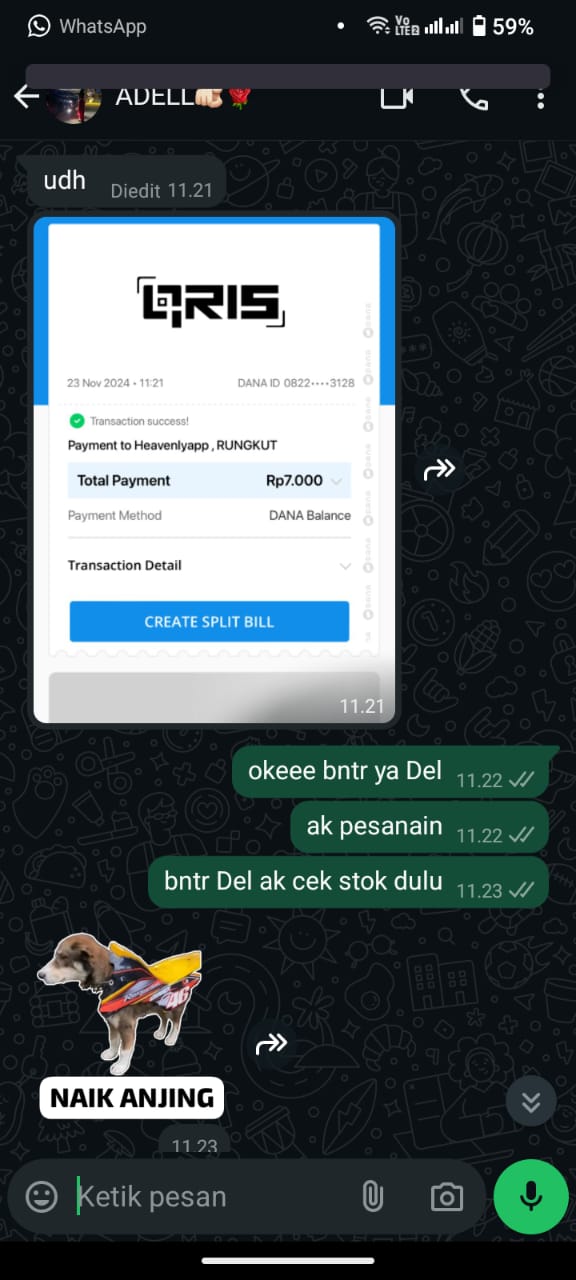 WhatsApp
Vo
LTE2
59%
ADELL
udh
Diedit 11.21
QRIS
23 Nov 2024 • 11:21 DANA ID 0822••••3128
Transaction success!
Payment to Heavenlyapp , RUNGKUT
Total Payment Rp7.000
Payment Method DANA Balance
Transaction Detail
CREATE SPLIT BILL
11.21
okeee bntr ya Del 11.22
ak pesanain 11.22
bntr Del ak cek stok dulu 11.23
46
NAIK ANJING
11.23
Ketik pesan